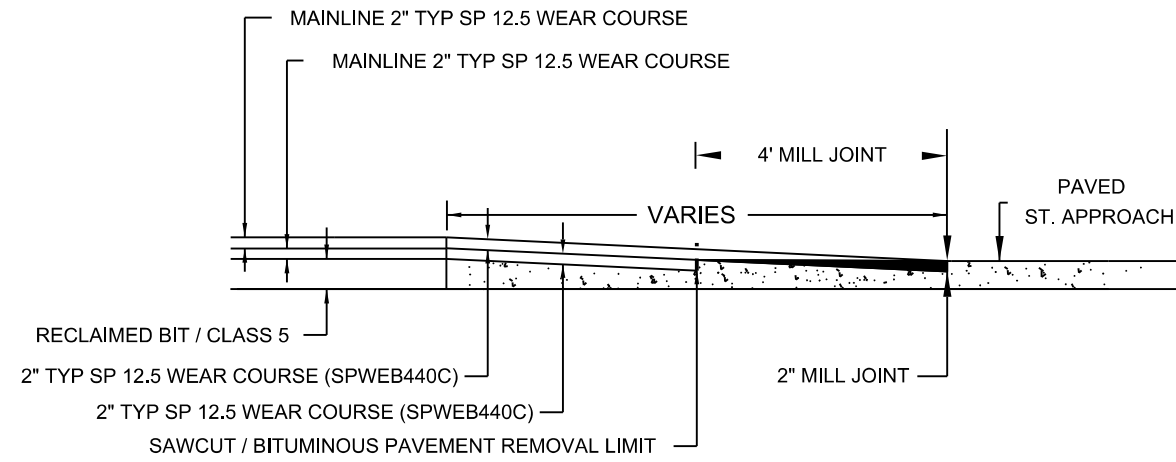 MAINLINE 2" TYP SP 12.5 WEAR COURSE
MAINLINE 2" TYP SP 12.5 WEAR COURSE
4' MILL JOINT
PAVED
ST. APPROACH
VARIES
RECLAIMED BIT / CLASS 5
2" TYP SP 12.5 WEAR COURSE (SPWEB440C)
2" MILL JOINT
2" TYP SP 12.5 WEAR COURSE (SPWEB440C)
SAWCUT / BITUMINOUS PAVEMENT REMOVAL LIMIT